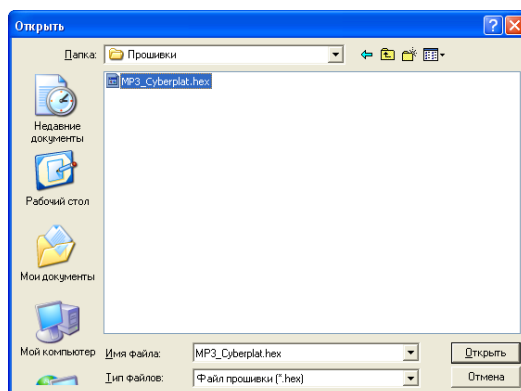 Открыть
Папка: Прошивки
MP3_Cyberplat.hex
Недавние
документы
Рабочий стол
Мои документы
Мой компьютер
Имя файла: MP3_Cyberplat.hex Открыть
Тип файлов: Файл прошивки (*.hex) Отмена